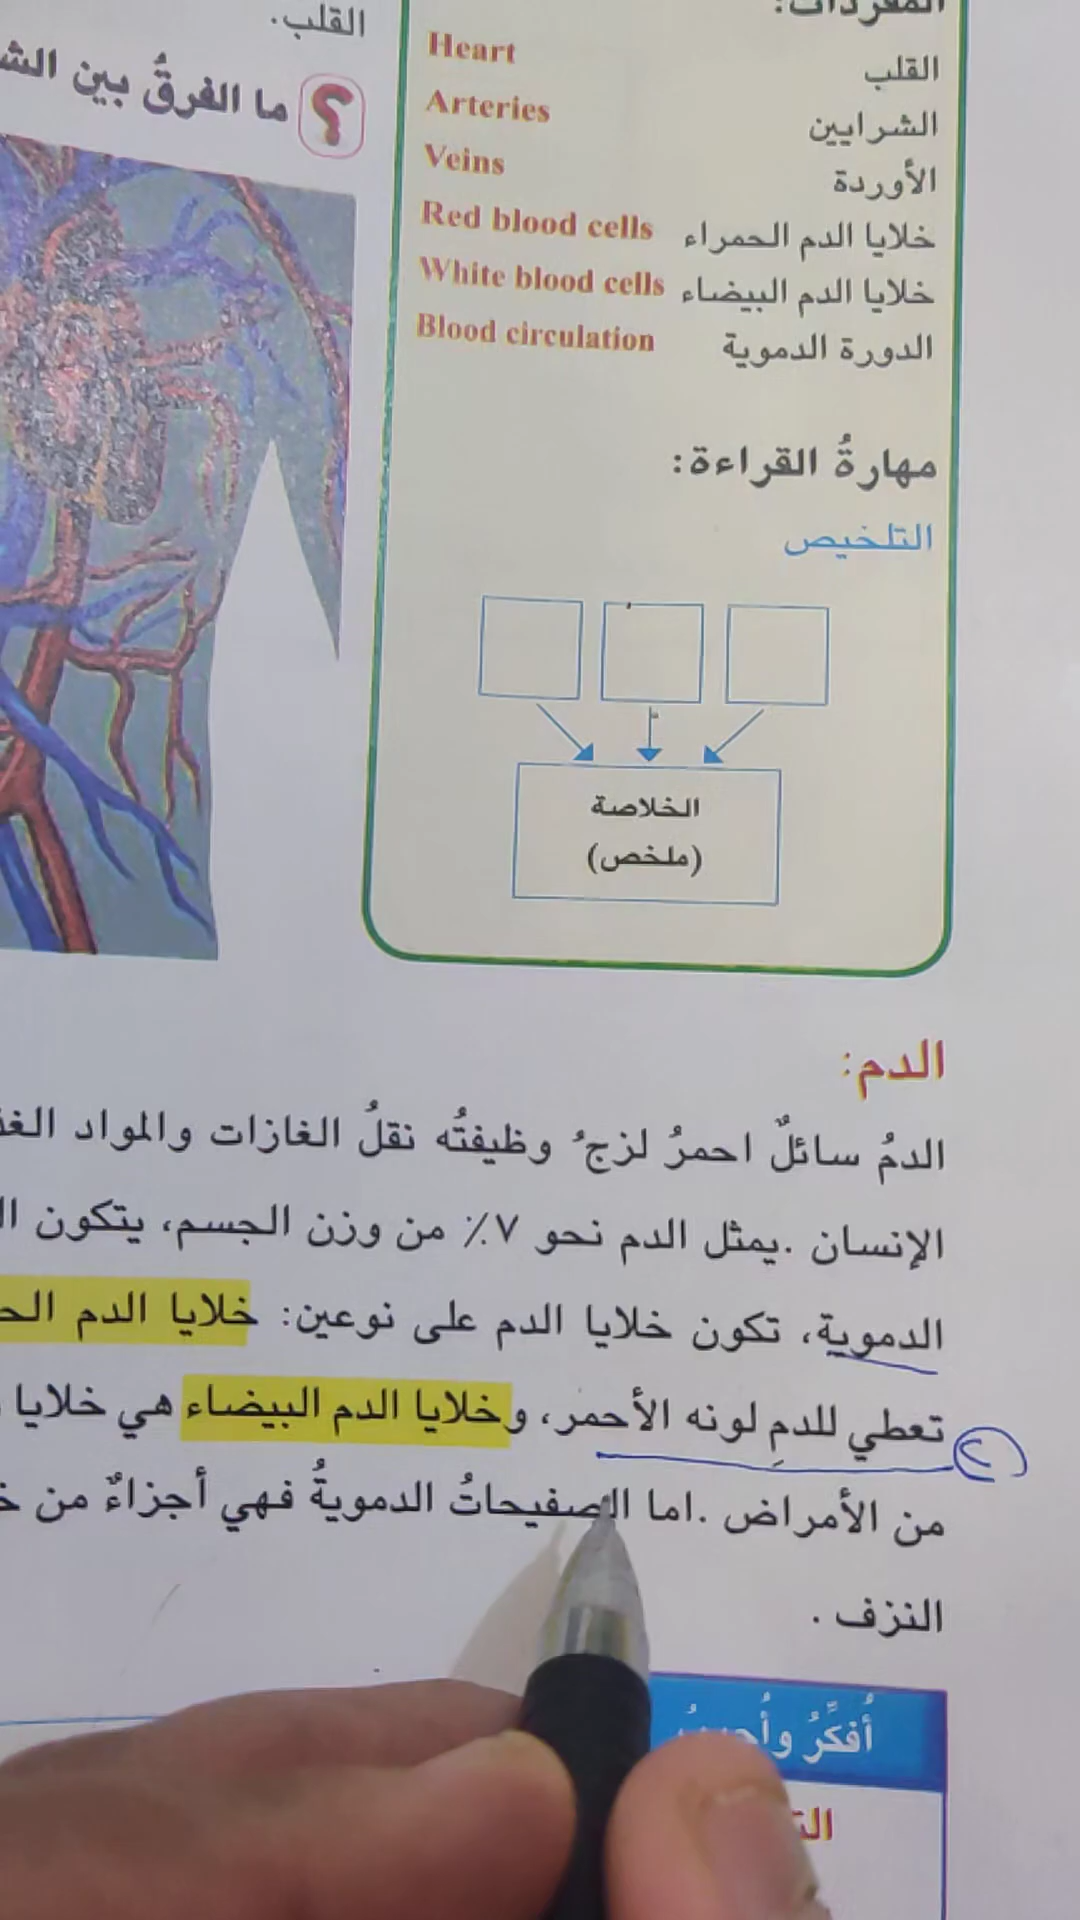 المفردات:
القلب Heart
الشرايين Arteries
الأوردة Veins
خلايا الدم الحمراء Red blood cells
خلايا الدم البيضاء White blood cells
الدورة الدموية Blood circulation
مهارةُ القراءة:
التلخيص
الخلاصة
(ملخص)
القلب.
؟ ما الفرقُ بين
الدم:
الدمُ سائلٌ احمرُ لزجُ وظيفتُه نقلُ الغازات والمواد
الإنسان .يمثل الدم نحو ٧٪ من وزن الجسم، يتكون
الدموية، تكون خلايا الدم على نوعين: خلايا الدم
تعطي للدمِ لونه الأحمر، وخلايا الدم البيضاء هي خلايا
من الأمراض .اما الصفيحاتُ الدمويةُ فهي أجزاءٌ من
النزف .
أُفكِّرُ